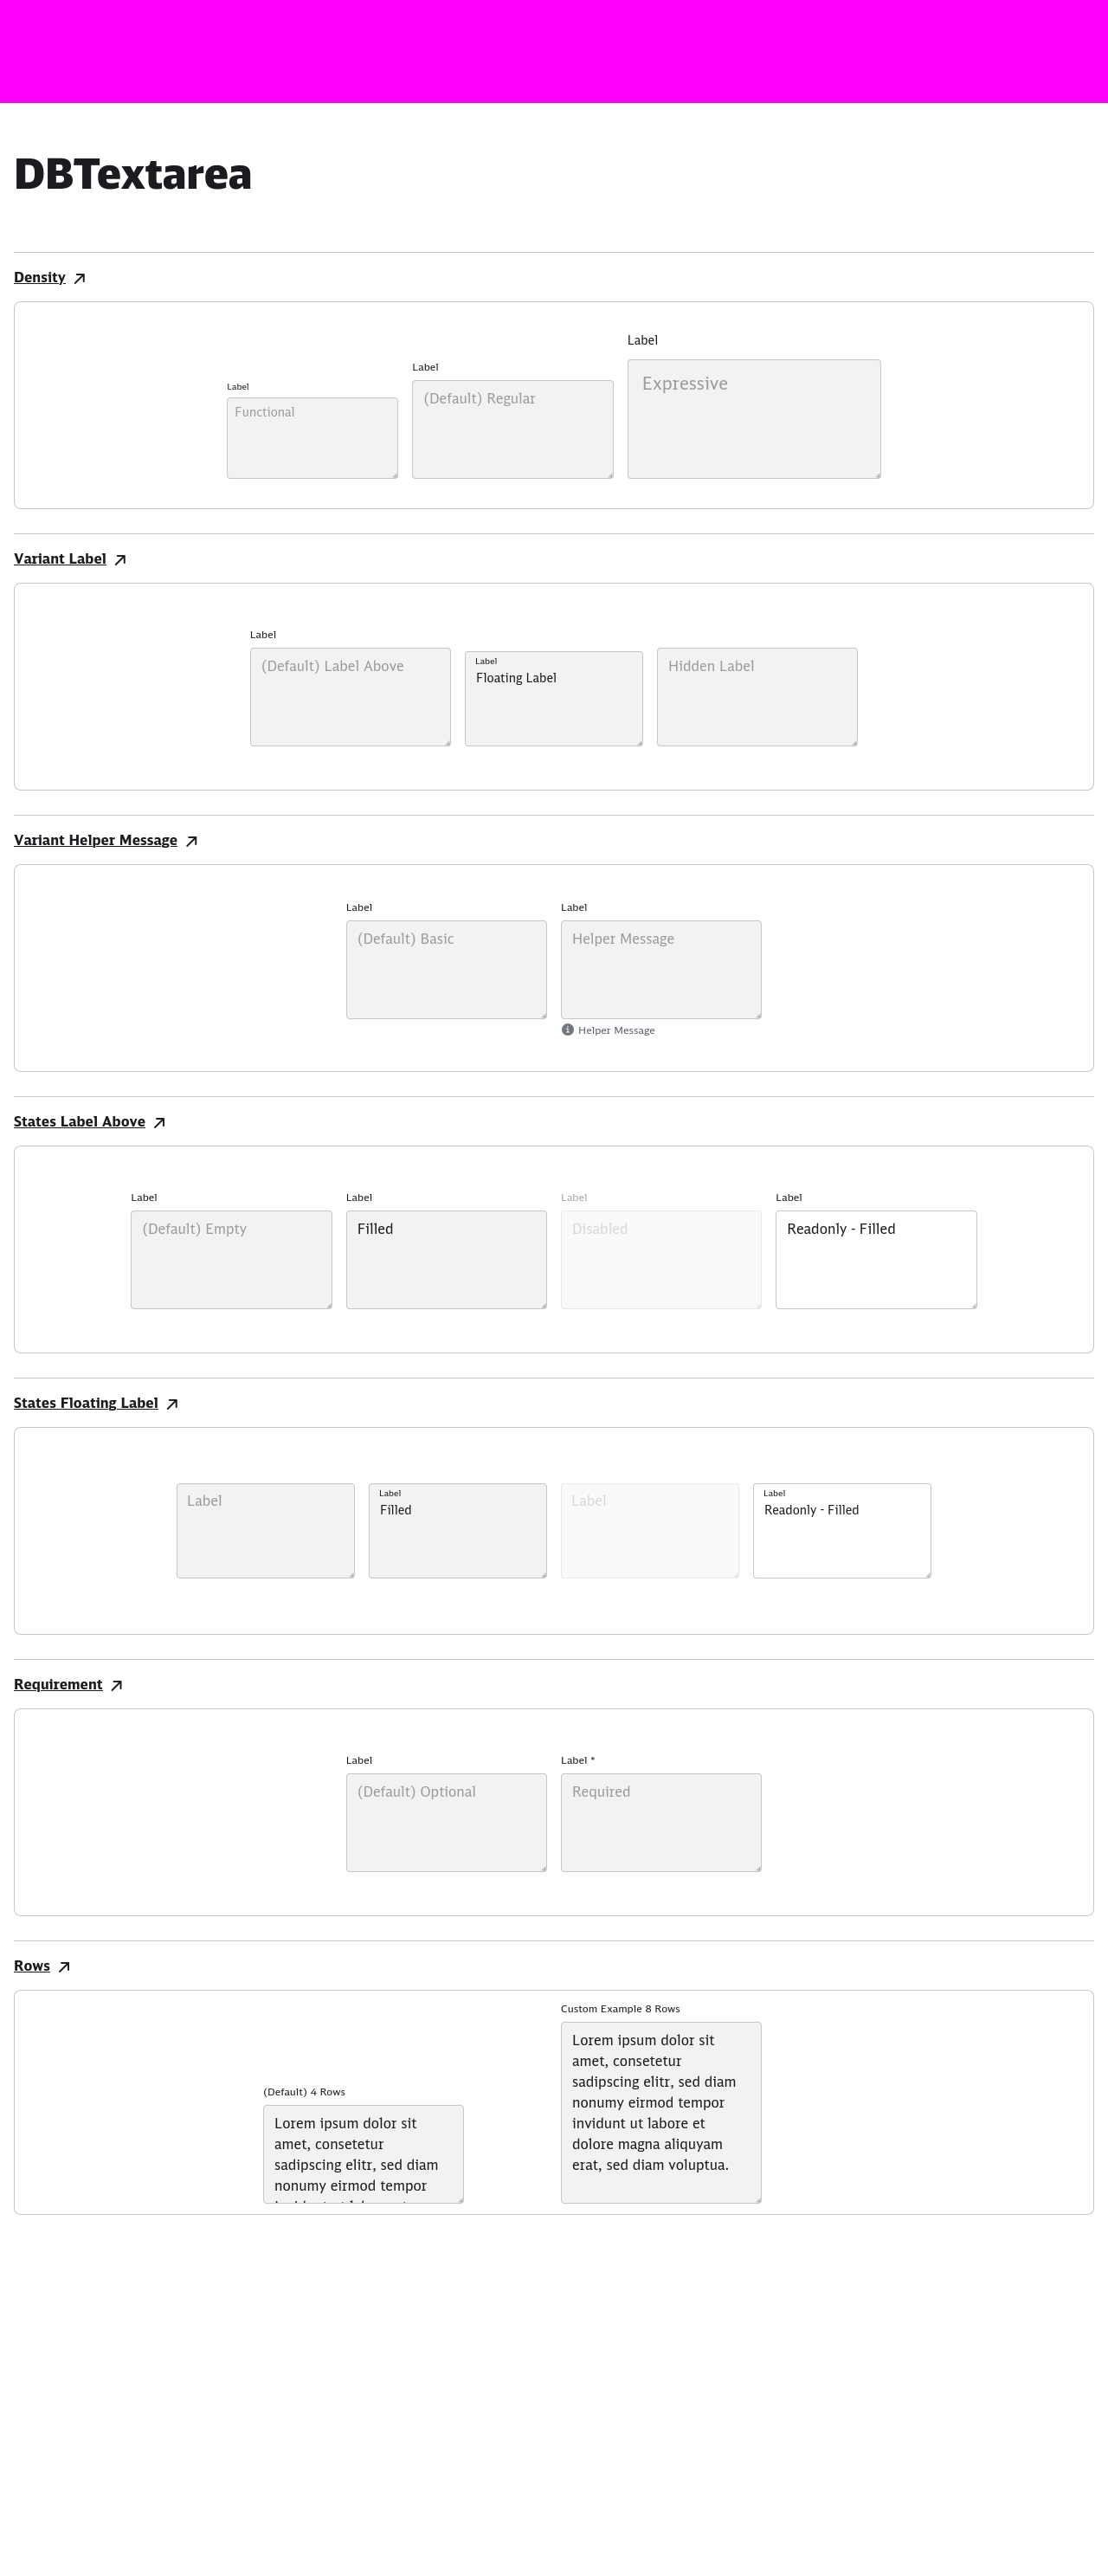 DBTextarea
Density
Label
Functional
Label
(Default) Regular
Label
Expressive
Variant Label
Label
(Default) Label Above
Label
Floating Label
Hidden Label
Variant Helper Message
Label
(Default) Basic
Label
Helper Message
Helper Message
States Label Above
Label
(Default) Empty
Label
Filled
Label
Disabled
Label
Readonly - Filled
States Floating Label
Label
Label
Filled
Label
Label
Readonly - Filled
Requirement
Label
(Default) Optional
Label *
Required
Rows
(Default) 4 Rows
Lorem ipsum dolor sit
amet, consetetur
sadipscing elitr, sed diam
nonumy eirmod tempor
Custom Example 8 Rows
Lorem ipsum dolor sit
amet, consetetur
sadipscing elitr, sed diam
nonumy eirmod tempor
invidunt ut labore et
dolore magna aliquyam
erat, sed diam voluptua.